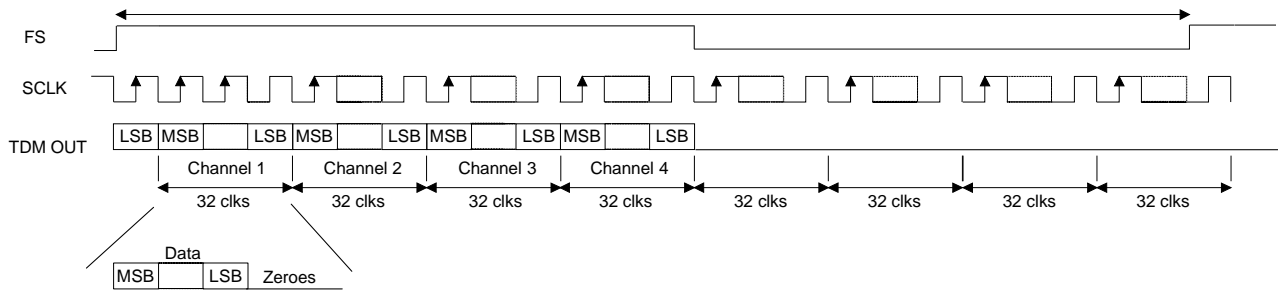 FS
SCLK
TDM OUT
LSB MSB LSB MSB LSB MSB LSB MSB LSB
Channel 1 Channel 2 Channel 3 Channel 4
32 clks 32 clks 32 clks 32 clks 32 clks 32 clks 32 clks 32 clks
Data
MSB LSB Zeroes